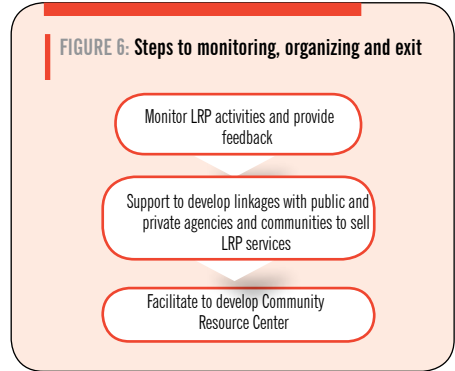 FIGURE 6: Steps to monitoring, organizing and exit
Monitor LRP activities and provide
feedback
Support to develop linkages with public and
private agencies and communities to sell
LRP services
Facilitate to develop Community
Resource Center